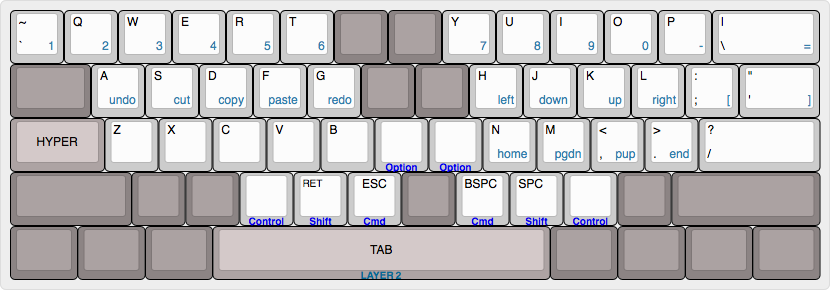 ~ Q W E R T Y U I O P |
` 1 2 3 4 5 6 7 8 9 0 - \ =
A S D F G H J K L : "
undo cut copy paste redo left down up right ; [ ' ]
HYPER Z X C V B N M < > ?
Option Option home pgdn , pup . end /
RET ESC BSPC SPC
Control Shift Cmd Cmd Shift Control
TAB
LAYER 2